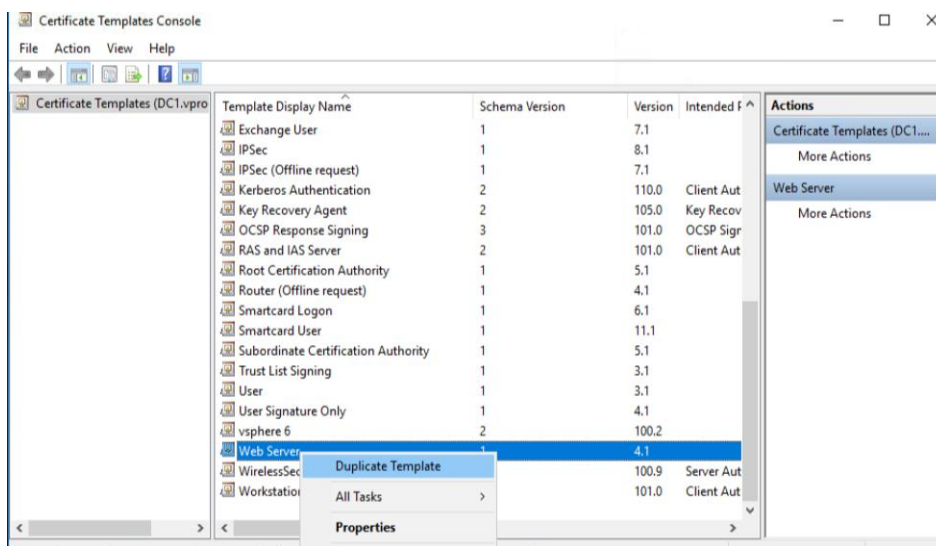 Certificate Templates Console
File Action View Help
Certificate Templates (DC1.vpro
Template Display Name Schema Version Version Intended P
Exchange User 1 7.1
IPSec 1 8.1
IPSec (Offline request) 1 7.1
Kerberos Authentication 2 110.0 Client Aut
Key Recovery Agent 2 105.0 Key Recov
OCSP Response Signing 3 101.0 OCSP Sigr
RAS and IAS Server 2 101.0 Client Aut
Root Certification Authority 1 5.1
Router (Offline request) 1 4.1
Smartcard Logon 1 6.1
Smartcard User 1 11.1
Subordinate Certification Authority 1 5.1
Trust List Signing 1 3.1
User 1 3.1
User Signature Only 1 4.1
vsphere 6 2 100.2
Web Server 1 4.1
WirelessSec 100.9 Server Aut
Workstatior 101.0 Client Aut
Duplicate Template
All Tasks
Properties
Actions
Certificate Templates (DC1....
More Actions
Web Server
More Actions